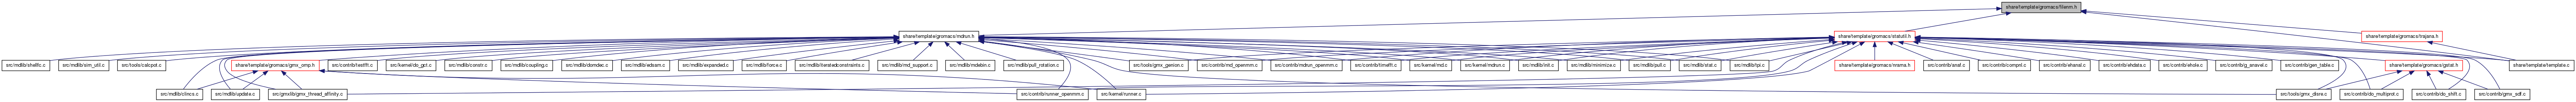 share/template/gromacs/filenm.h
share/template/gromacs/mdrun.h
share/template/gromacs/statutil.h
share/template/gromacs/trajana.h
src/mdlib/shellfc.c
src/mdlib/sim_util.c
src/tools/calcpot.c
share/template/gromacs/gmx_omp.h
src/contrib/testfft.c
src/kernel/do_gct.c
src/mdlib/constr.c
src/mdlib/coupling.c
src/mdlib/domdec.c
src/mdlib/edsam.c
src/mdlib/expanded.c
src/mdlib/force.c
src/mdlib/iteratedconstraints.c
src/mdlib/md_support.c
src/mdlib/mdebin.c
src/mdlib/pull_rotation.c
src/tools/gmx_genion.c
src/contrib/md_openmm.c
src/contrib/mdrun_openmm.c
src/contrib/timefft.c
src/kernel/md.c
src/kernel/mdrun.c
src/mdlib/init.c
src/mdlib/minimize.c
src/mdlib/pull.c
src/mdlib/stat.c
src/mdlib/tpi.c
share/template/gromacs/nrama.h
src/contrib/anaf.c
src/contrib/compnl.c
src/contrib/ehanal.c
src/contrib/ehdata.c
src/contrib/ehole.c
src/contrib/g_anavel.c
src/contrib/gen_table.c
share/template/gromacs/gstat.h
share/template/template.c
src/mdlib/clincs.c
src/mdlib/update.c
src/gmxlib/gmx_thread_affinity.c
src/contrib/runner_openmm.c
src/kernel/runner.c
src/tools/gmx_disre.c
src/contrib/do_multiprot.c
src/contrib/do_shift.c
src/contrib/gmx_sdf.c